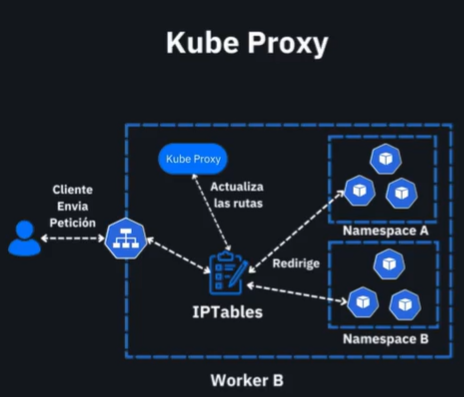 Kube Proxy
Kube Proxy
Cliente
Envia
Petición
Actualiza
las rutas
Namespace A
Redirige
IPTables
Namespace B
Worker B